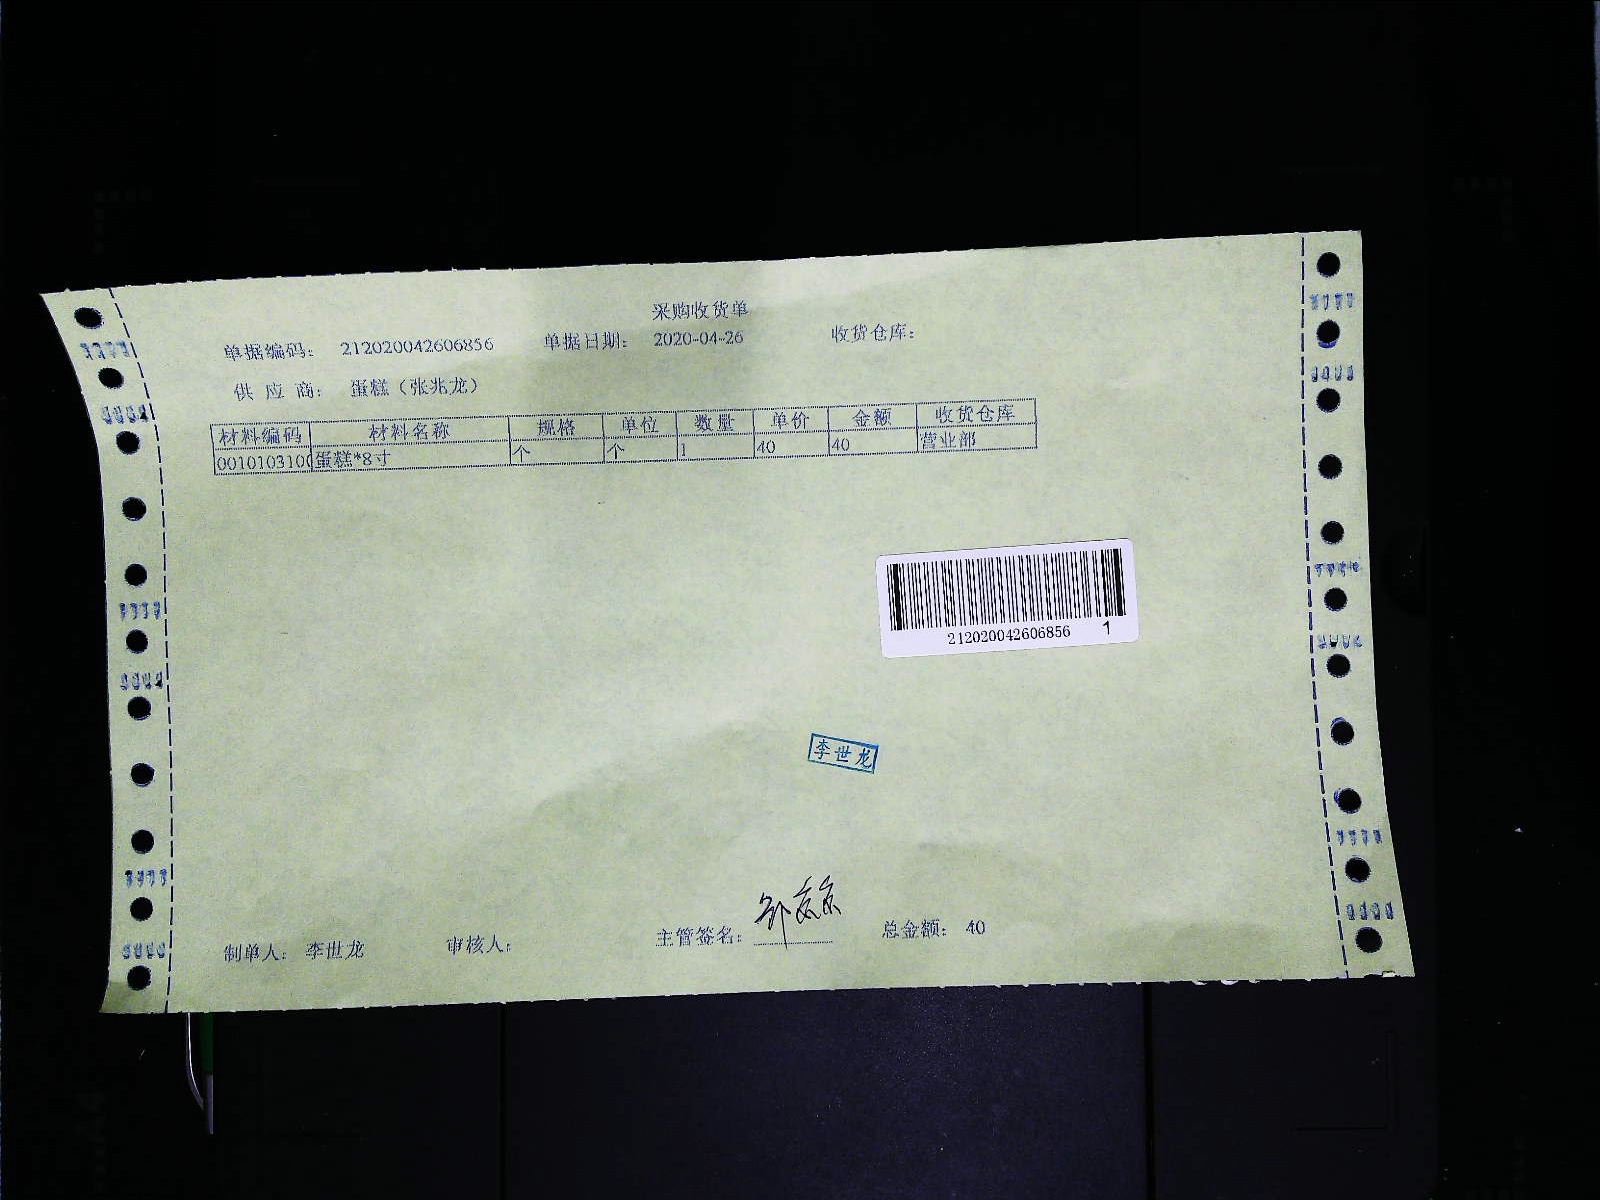 采购收货单
单据编码： 212020042606856 单据日期： 2020-04-26 收货仓库：
供 应 商： 蛋糕（张兆龙）
材料编码 材料名称 规格 单位 数量 单价 金额 收货仓库
0010103100 蛋糕*8寸 个 个 1 40 40 营业部
212020042606856 1
李世龙
制单人： 李世龙 审核人： 主管签名： 总金额： 40